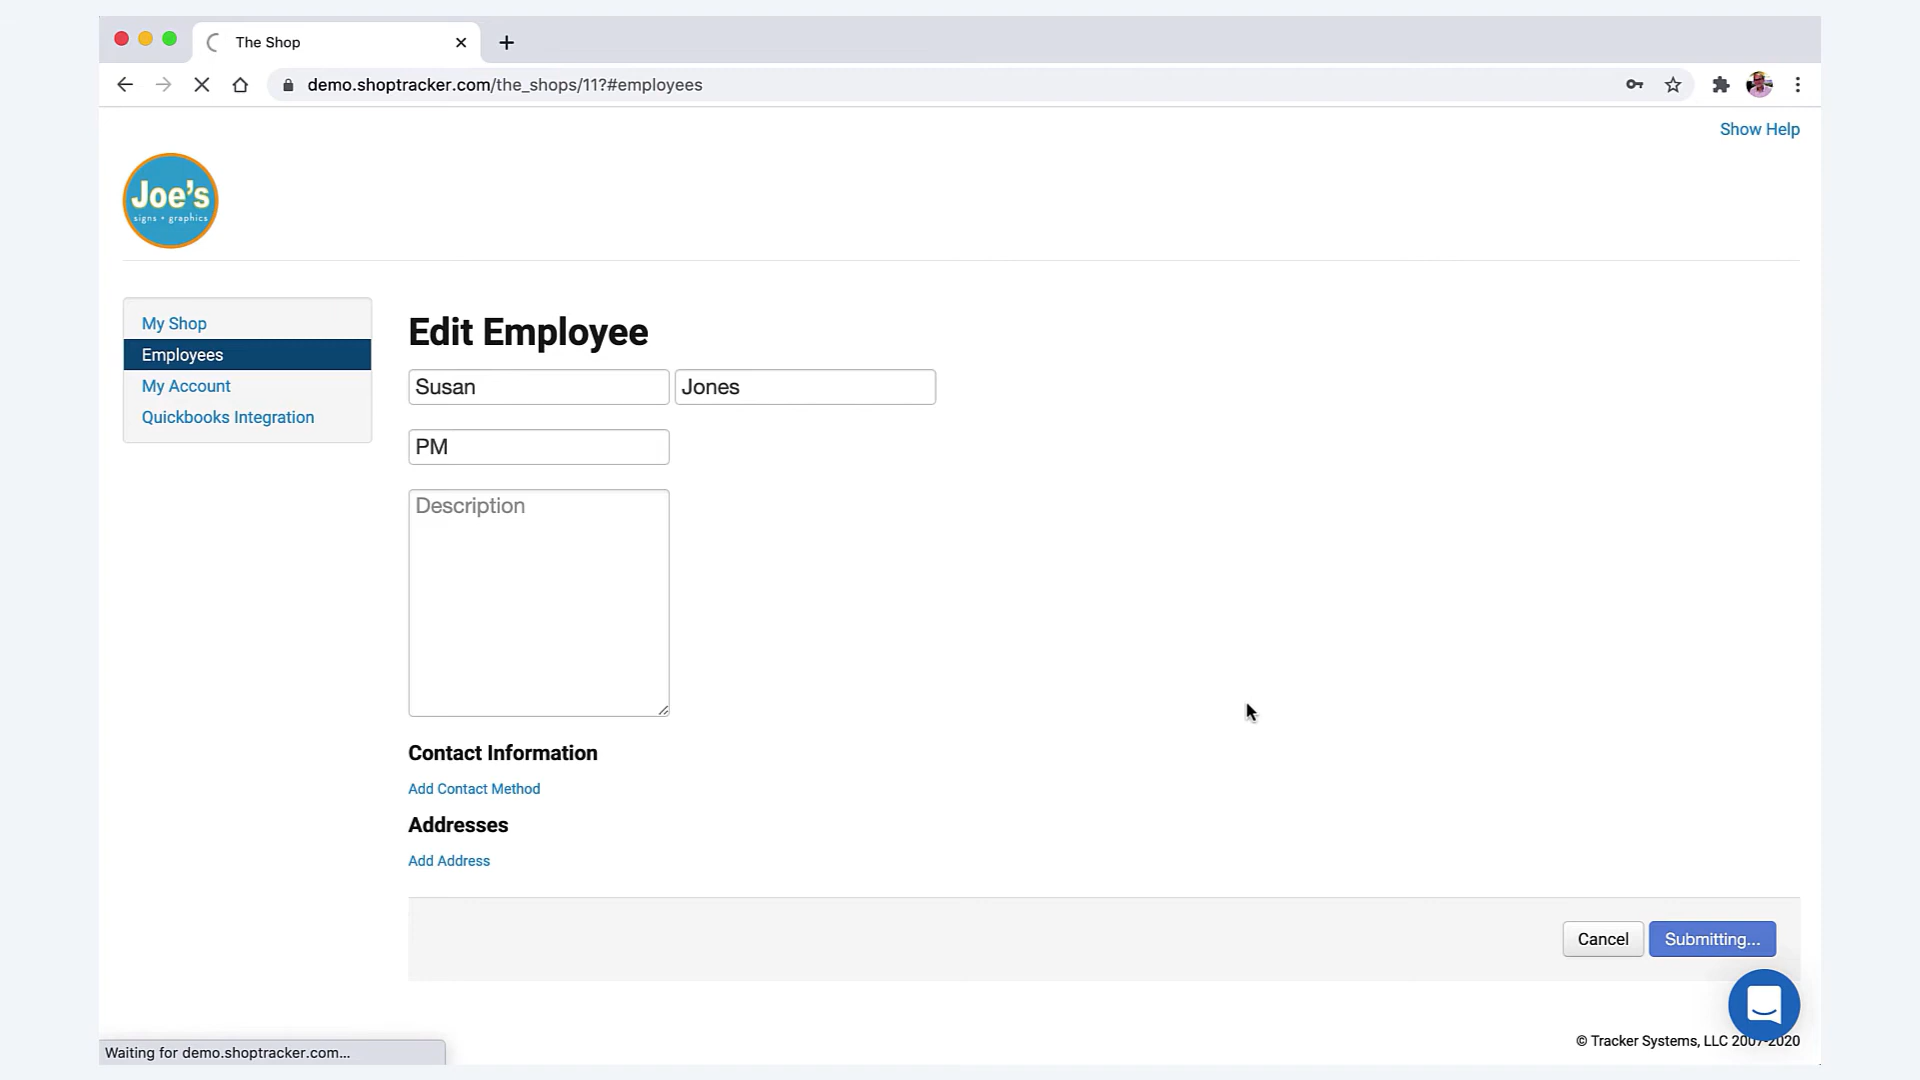 The Shop
demo.shoptracker.com/the_shops/11?#employees
Show Help
Joe's
signs + graphics
My Shop
Employees
My Account
Quickbooks Integration
Edit Employee
Susan
Jones
PM
Description
Contact Information
Add Contact Method
Addresses
Add Address
Cancel
Submitting...
© Tracker Systems, LLC 2007-2020
Waiting for demo.shoptracker.com...